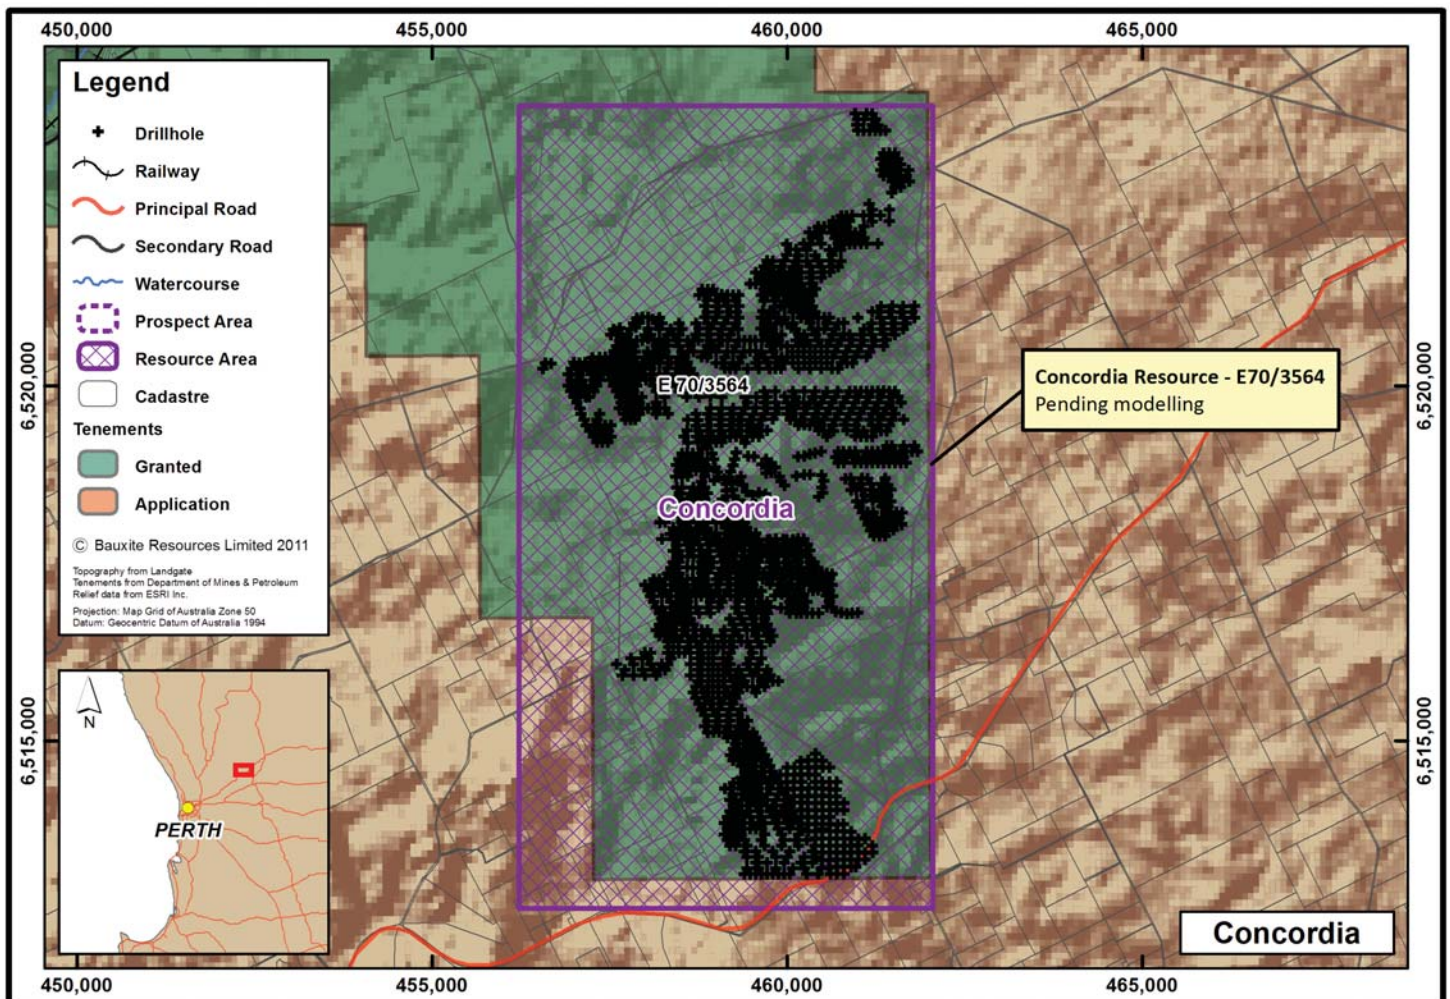 450,000
455,000
460,000
465,000
Legend
Drillhole
Railway
Principal Road
Secondary Road
Watercourse
Prospect Area
Resource Area
Cadastre
Tenements
Granted
Application
© Bauxite Resources Limited 2011
Topography from Landgate
Tenements from Department of Mines & Petroleum
Relief data from ESRI Inc.
Projection: Map Grid of Australia Zone 50
Datum: Geocentric Datum of Australia 1994
6,520,000
6,515,000
E 70/3564
Concordia
Concordia Resource - E70/3564
Pending modelling
6,520,000
6,515,000
N
PERTH
Concordia
450,000
455,000
460,000
465,000